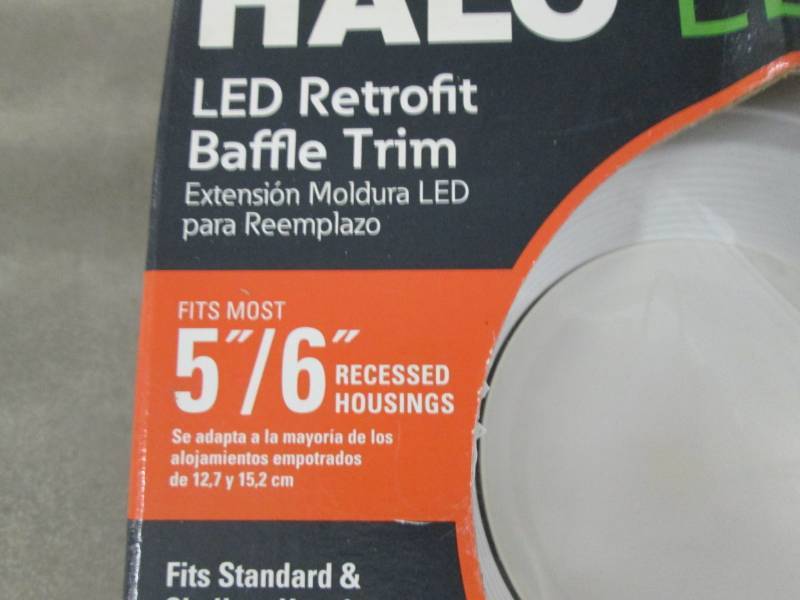 HALO
LED Retrofit
Baffle Trim
Extensión Moldura LED
para Reemplazo
FITS MOST
5″/6″ RECESSED
HOUSINGS
Se adapta a la mayoría de los
alojamientos empotrados
de 12,7 y 15,2 cm
Fits Standard &